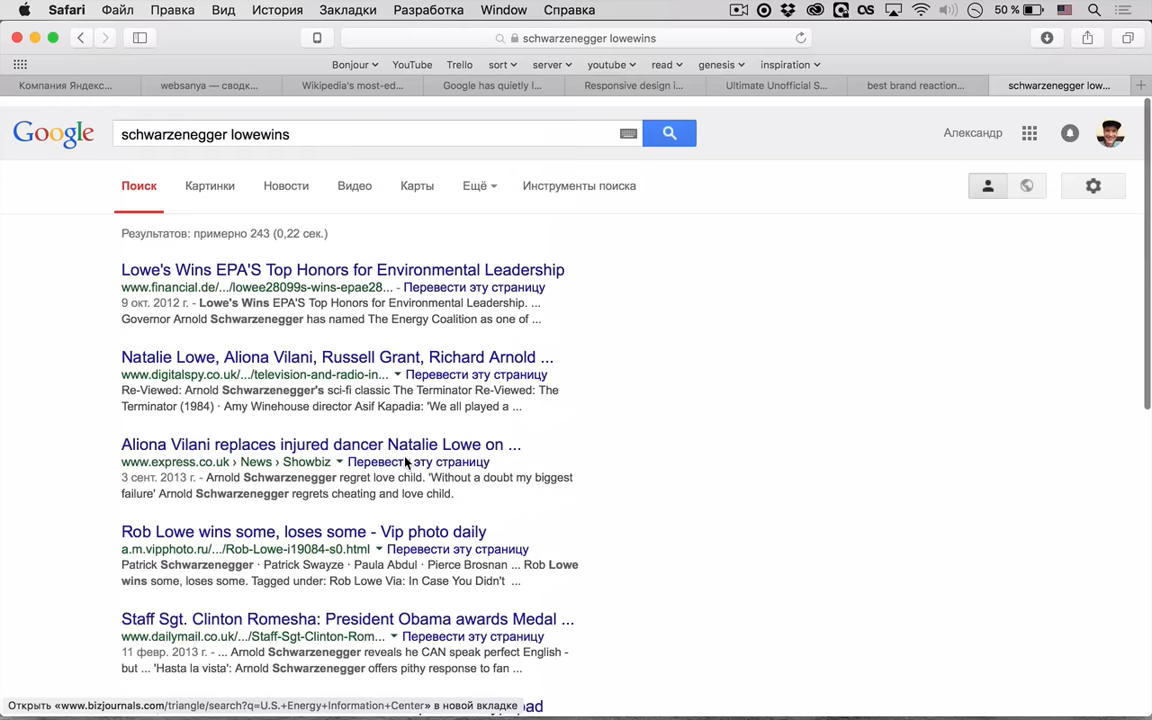 Safari Файл Правка Вид История Закладки Разработка Window Справка 50 %
schwarzenegger lowewins
Bonjour YouTube Trello sort server youtube read genesis inspiration
Компания Яндекс... websanya — сводк... Wikipedia's most-ed... Google has quietly l... Responsive design i... Ultimate Unofficial S... best brand reaction... schwarzenegger low...
Google schwarzenegger lowewins Александр
Поиск Картинки Новости Видео Карты Ещё Инструменты поиска
Результатов: примерно 243 (0,22 сек.)
Lowe's Wins EPA'S Top Honors for Environmental Leadership
www.financial.de/.../lowee28099s-wins-epae28... - Перевести эту страницу
9 окт. 2012 г. - Lowe's Wins EPA'S Top Honors for Environmental Leadership. ...
Governor Arnold Schwarzenegger has named The Energy Coalition as one of ...
Natalie Lowe, Aliona Vilani, Russell Grant, Richard Arnold ...
www.digitalspy.co.uk/.../television-and-radio-in... Перевести эту страницу
Re-Viewed: Arnold Schwarzenegger's sci-fi classic The Terminator Re-Viewed: The
Terminator (1984) · Amy Winehouse director Asif Kapadia: 'We all played a ...
Aliona Vilani replaces injured dancer Natalie Lowe on ...
www.express.co.uk › News › Showbiz Перевести эту страницу
3 сент. 2013 г. - Arnold Schwarzenegger regret love child. 'Without a doubt my biggest
failure' Arnold Schwarzenegger regrets cheating and love child.
Rob Lowe wins some, loses some - Vip photo daily
a.m.vipphoto.ru/.../Rob-Lowe-i19084-s0.html Перевести эту страницу
Patrick Schwarzenegger · Patrick Swayze · Paula Abdul · Pierce Brosnan ... Rob Lowe
wins some, loses some. Tagged under: Rob Lowe Via: In Case You Didn't ...
Staff Sgt. Clinton Romesha: President Obama awards Medal ...
www.dailymail.co.uk/.../Staff-Sgt-Clinton-Rom... Перевести эту страницу
11 февр. 2013 г. - ... Arnold Schwarzenegger reveals he CAN speak perfect English -
but ... 'Hasta la vista': Arnold Schwarzenegger offers pithy response to fan ...
Открыть «www.bizjournals.com/triangle/search?q=U.S.+Energy+Information+Center» в новой вкладке